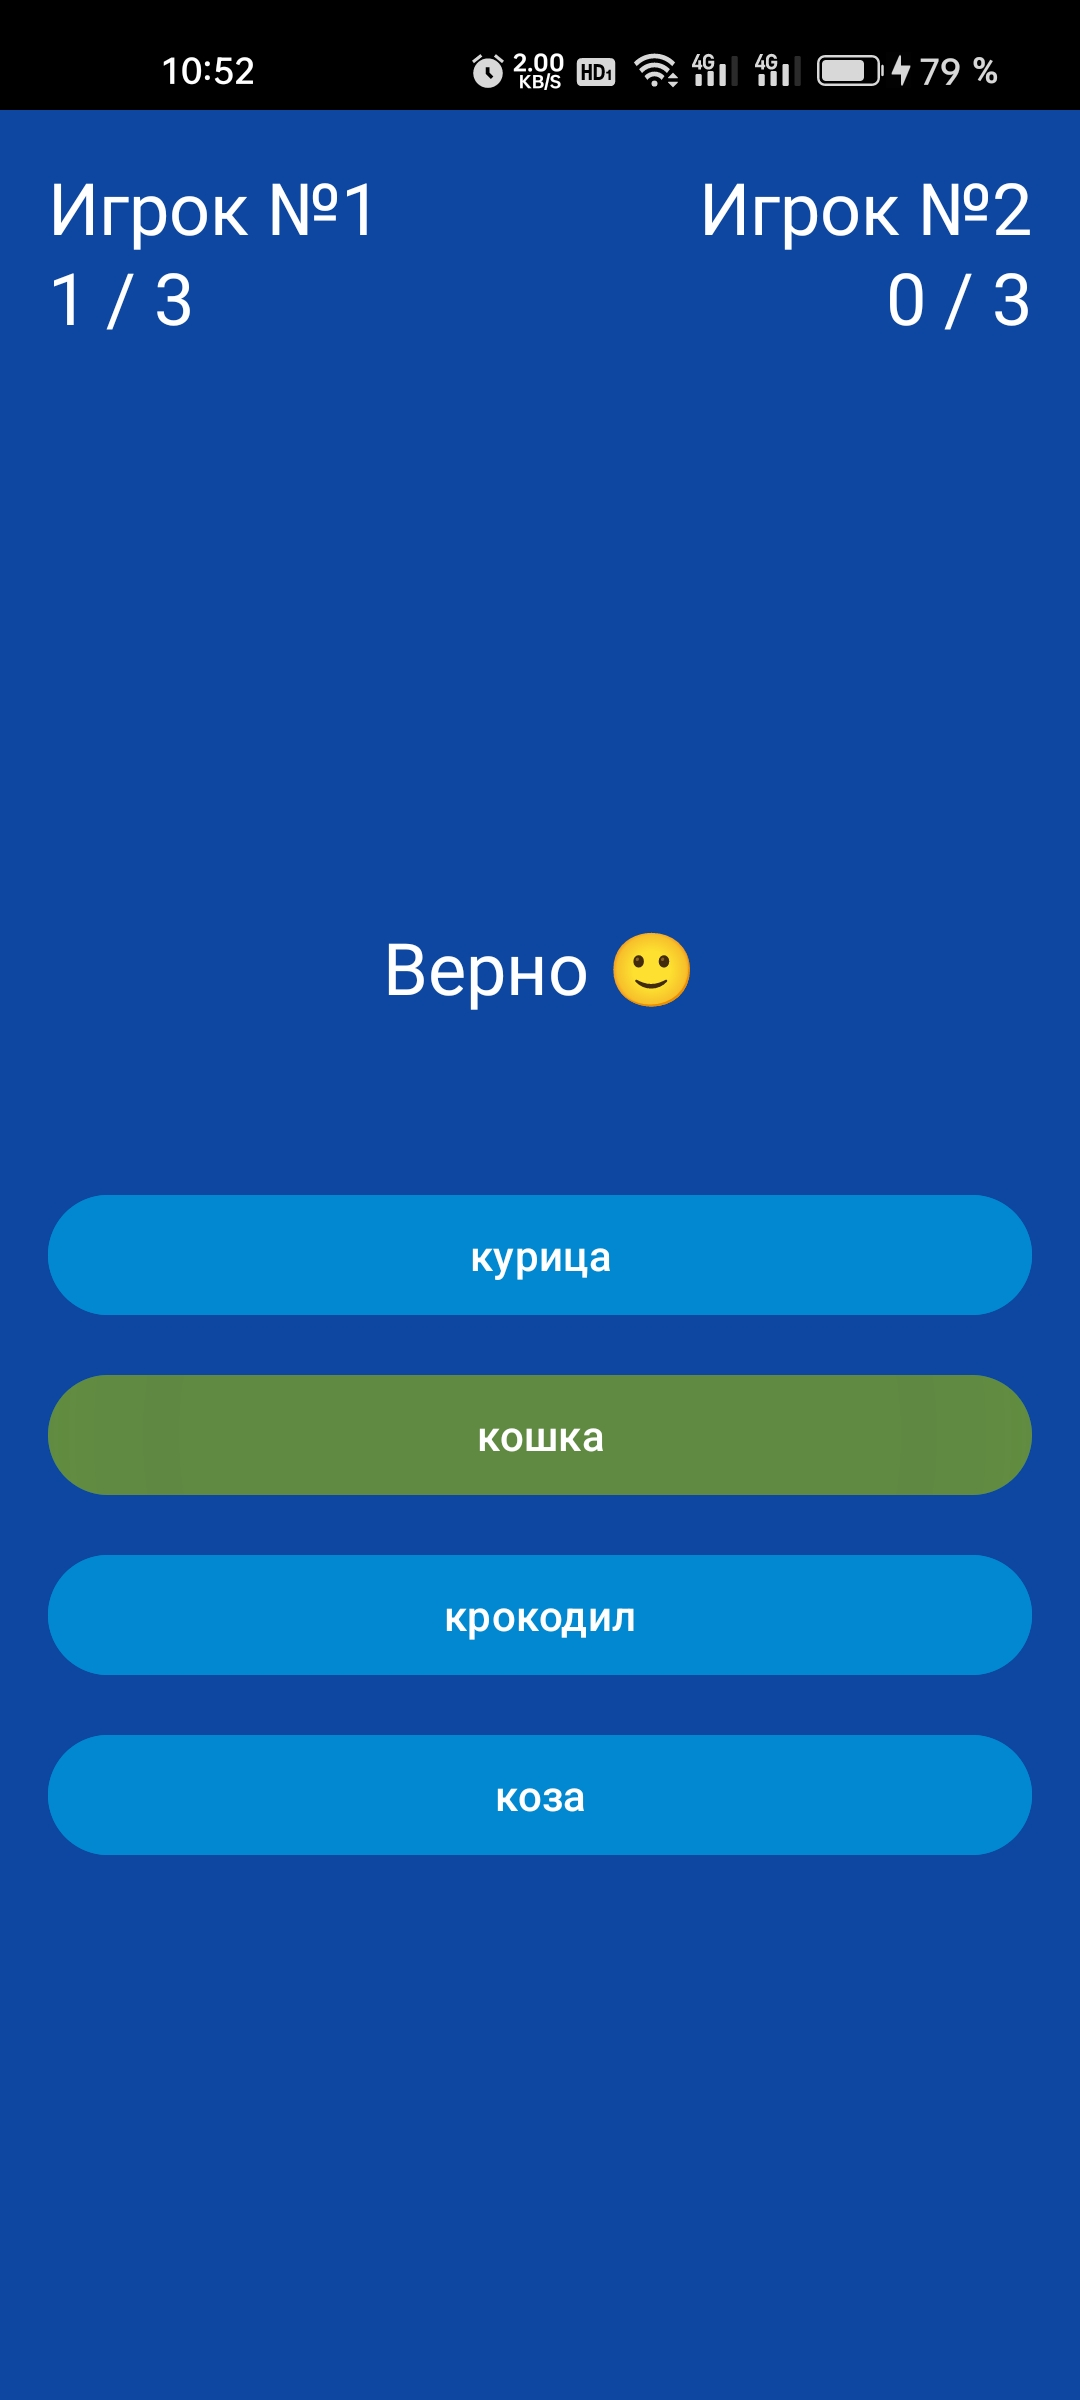 10:52
2.00
KB/S
HD1
4G
4G
79 %
Игрок №1
Игрок №2
1 / 3
0 / 3
Верно 🙂
курица
кошка
крокодил
коза